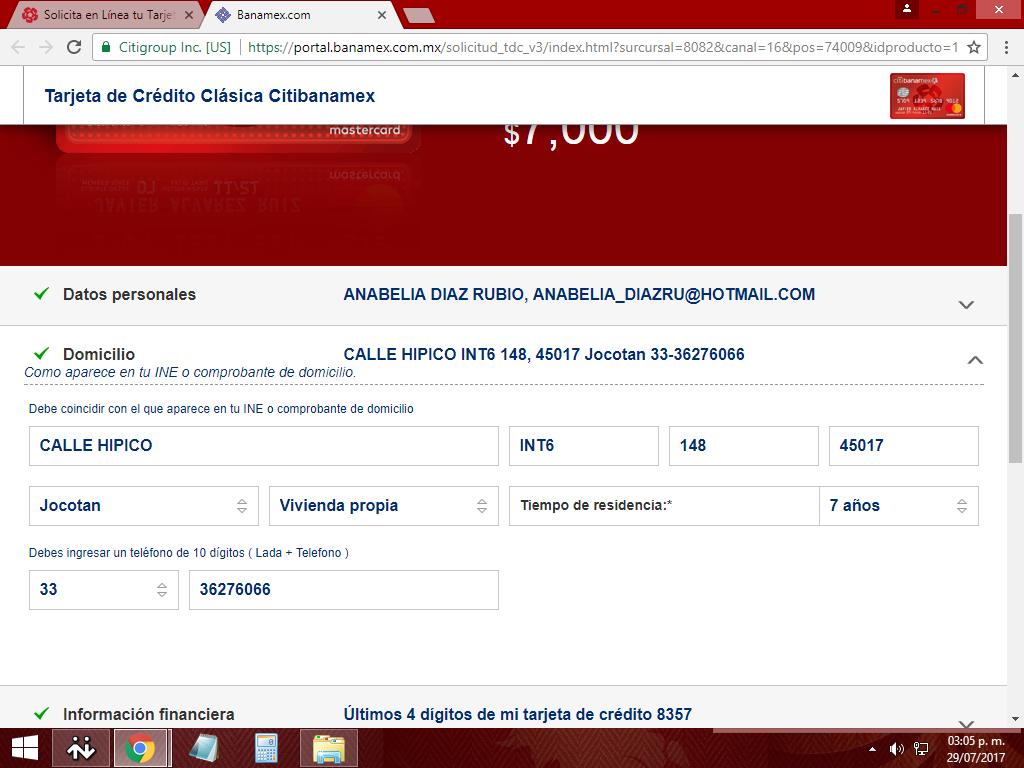 Solicita en Línea tu Tarjet
Banamex.com
Citigroup Inc. [US] https://portal.banamex.com.mx/solicitud_tdc_v3/index.html?surcursal=8082&canal=16&pos=74009&idproducto=1
Tarjeta de Crédito Clásica Citibanamex
citibanamex
mastercard
$7,000
JAVIER ALVAREZ RUIZ
Datos personales ANABELIA DIAZ RUBIO, ANABELIA_DIAZRU@HOTMAIL.COM
Domicilio CALLE HIPICO INT6 148, 45017 Jocotan 33-36276066
Como aparece en tu INE o comprobante de domicilio.
Debe coincidir con el que aparece en tu INE o comprobante de domicilio
CALLE HIPICO INT6 148 45017
Jocotan Vivienda propia Tiempo de residencia:* 7 años
Debes ingresar un teléfono de 10 dígitos ( Lada + Telefono )
33 36276066
Información financiera Últimos 4 dígitos de mi tarjeta de crédito 8357
03:05 p. m.
29/07/2017